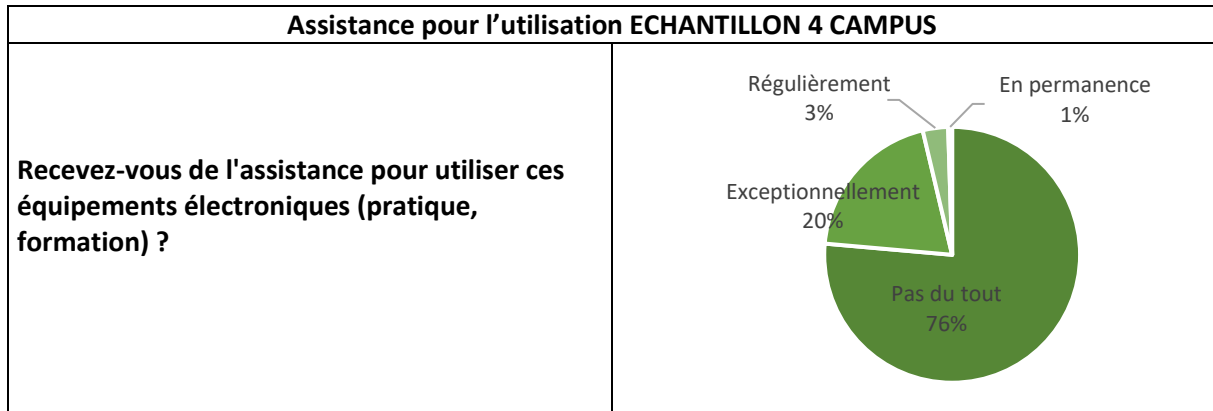 Assistance pour l’utilisation ECHANTILLON 4 CAMPUS
Recevez-vous de l'assistance pour utiliser ces
équipements électroniques (pratique,
formation) ?
Régulièrement
3%
En permanence
1%
Exceptionnellement
20%
Pas du tout
76%